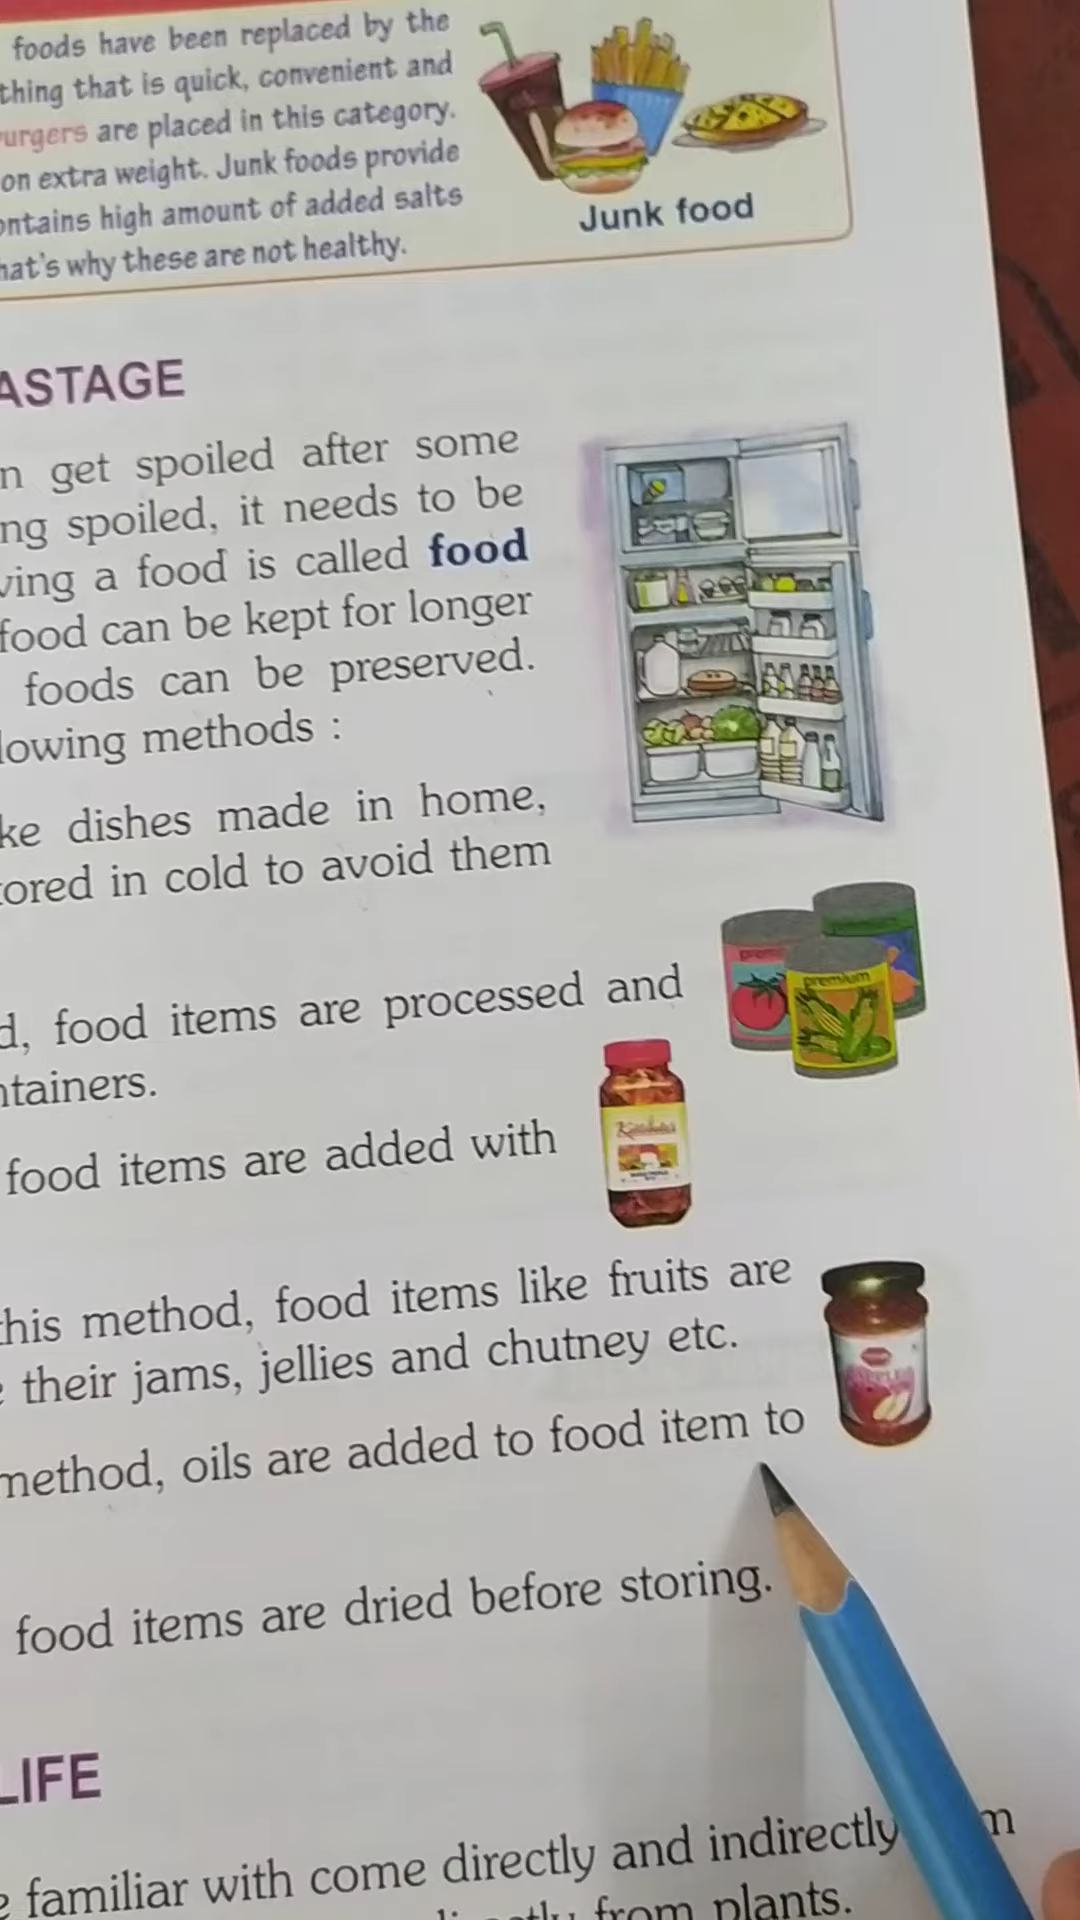 foods have been replaced by the
thing that is quick, convenient and
urgers are placed in this category.
on extra weight. Junk foods provide
ontains high amount of added salts
hat's why these are not healthy.
Junk food
ASTAGE
n get spoiled after some
ng spoiled, it needs to be
ving a food is called food
food can be kept for longer
foods can be preserved.
lowing methods :
ke dishes made in home,
tored in cold to avoid them
premium
d, food items are processed and
ntainers.
food items are added with
this method, food items like fruits are
e their jams, jellies and chutney etc.
APPLE
method, oils are added to food item to
food items are dried before storing.
LIFE
e familiar with come directly and indirectly m
from plants.